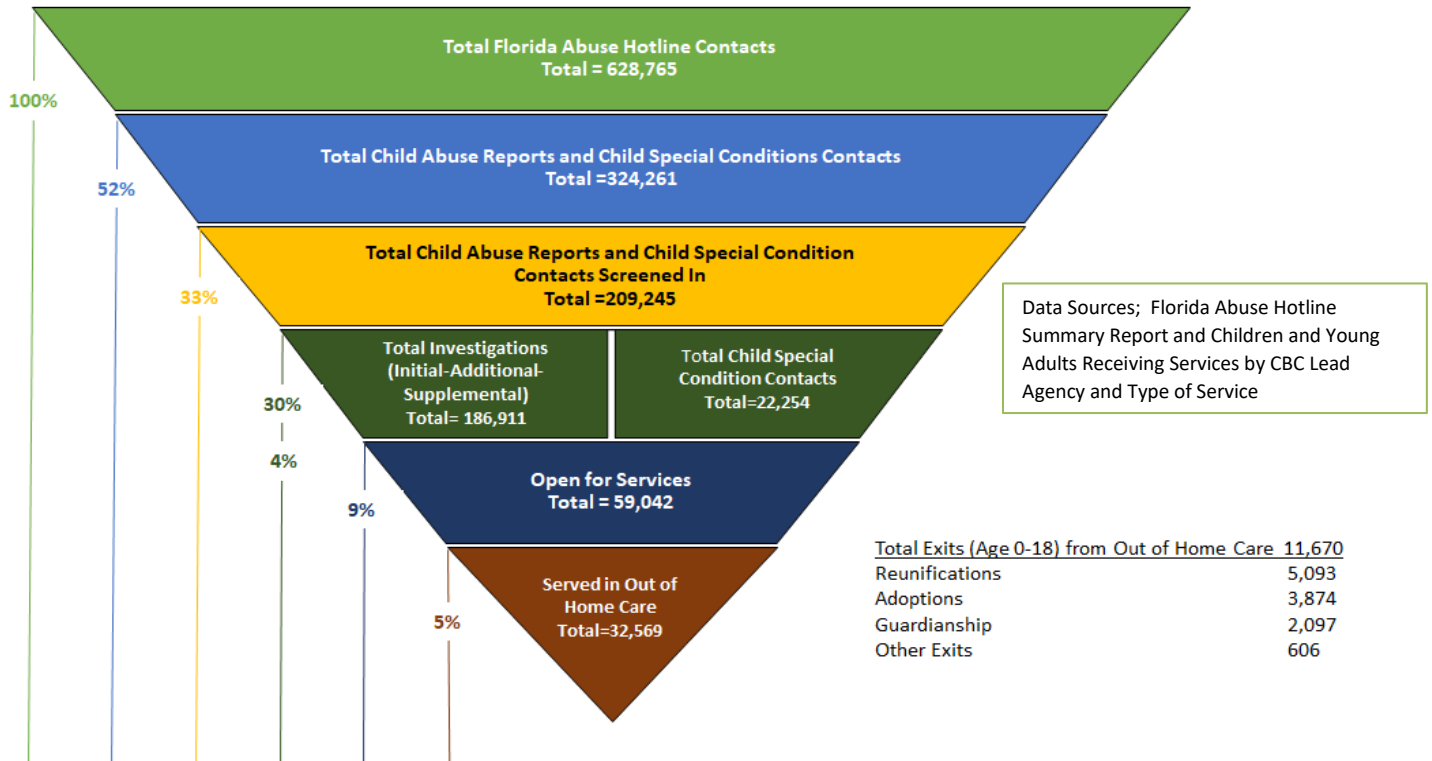 Total Florida Abuse Hotline Contacts
Total = 628,765
100%
Total Child Abuse Reports and Child Special Conditions Contacts
Total =324,261
52%
Total Child Abuse Reports and Child Special Condition
Contacts Screened In
Total =209,245
33%
Total Investigations
(Initial-Additional-
Supplemental)
Total= 186,911
Total Child Special
Condition Contacts
Total=22,254
30%
4%
Open for Services
Total = 59,042
9%
Served in Out of
Home Care
Total=32,569
5%
Data Sources; Florida Abuse Hotline
Summary Report and Children and Young
Adults Receiving Services by CBC Lead
Agency and Type of Service
Total Exits (Age 0-18) from Out of Home Care 11,670
Reunifications 5,093
Adoptions 3,874
Guardianship 2,097
Other Exits 606